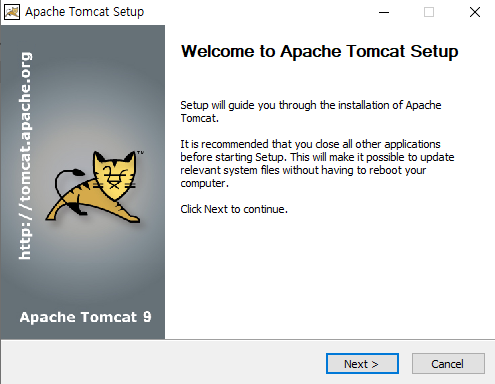 Apache Tomcat Setup
http://tomcat.apache.org
TM
Apache Tomcat 9
Welcome to Apache Tomcat Setup
Setup will guide you through the installation of Apache
Tomcat.
It is recommended that you close all other applications
before starting Setup. This will make it possible to update
relevant system files without having to reboot your
computer.
Click Next to continue.
Next >
Cancel